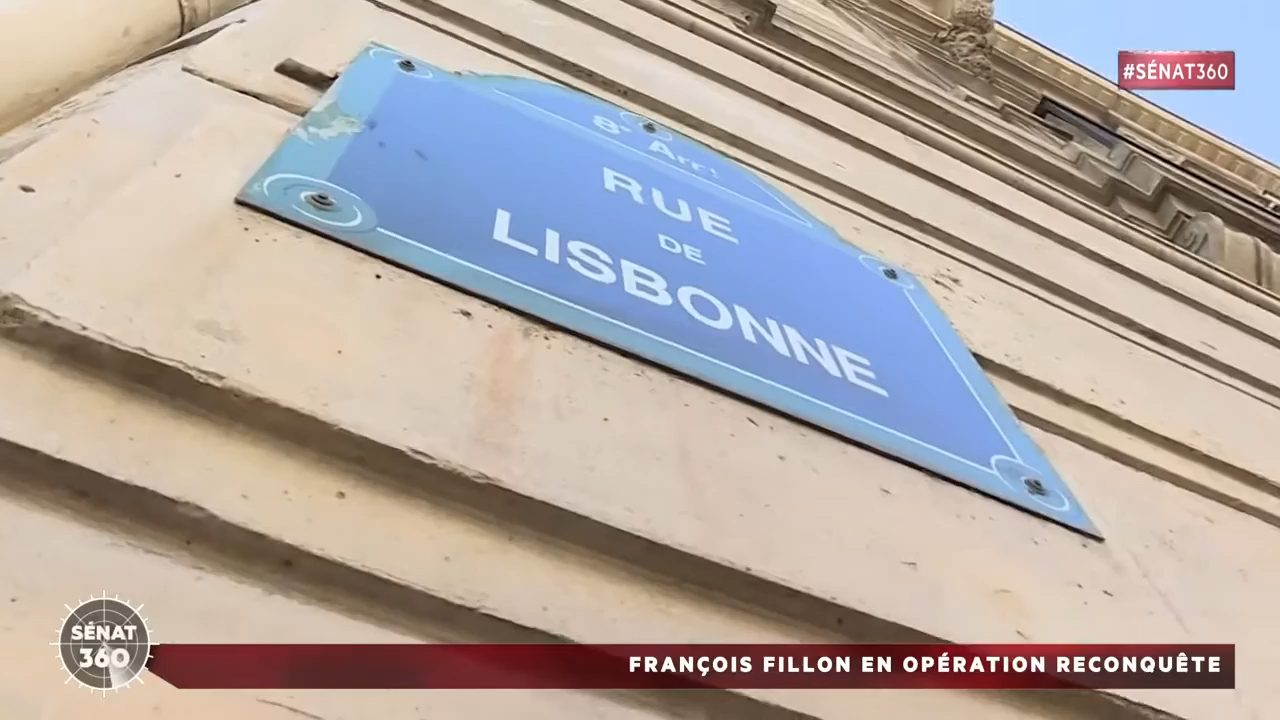 #SÉNAT360
8e Arrt
RUE
DE
LISBONNE
SÉNAT
360
FRANÇOIS FILLON EN OPÉRATION RECONQUÊTE